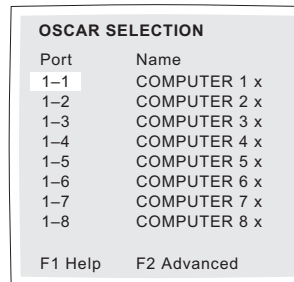 OSCAR SELECTION
Port Name
1–1 COMPUTER 1 x
1–2 COMPUTER 2 x
1–3 COMPUTER 3 x
1–4 COMPUTER 4 x
1–5 COMPUTER 5 x
1–6 COMPUTER 6 x
1–7 COMPUTER 7 x
1–8 COMPUTER 8 x
F1 Help F2 Advanced